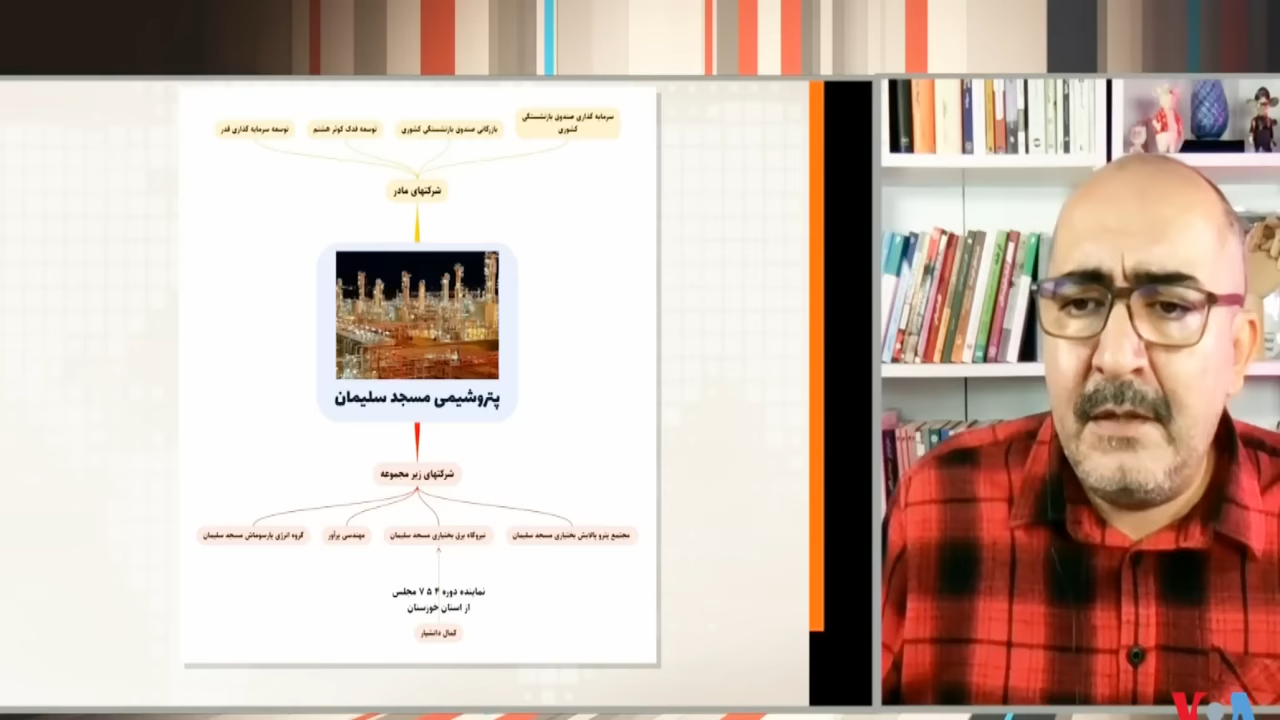 سرمایه گذاری صندوق بازنشستگی
کشوری
بازرگانی صندوق بازنشستگی کشوری
توسعه فدک کوثر هشتم
توسعه سرمایه گذاری قدر
شرکتهای مادر
پتروشیمی مسجد سلیمان
شرکتهای زیر مجموعه
مجتمع پترو پالایش بختیاری مسجد سلیمان
نیروگاه برق بختیاری مسجد سلیمان
مهندسی پرآور
گروه انرژی پارسوماش مسجد سلیمان
نماینده دوره ۴ ۵ ۷ مجلس
از استان خوزستان
کمال دانشیار
VOA